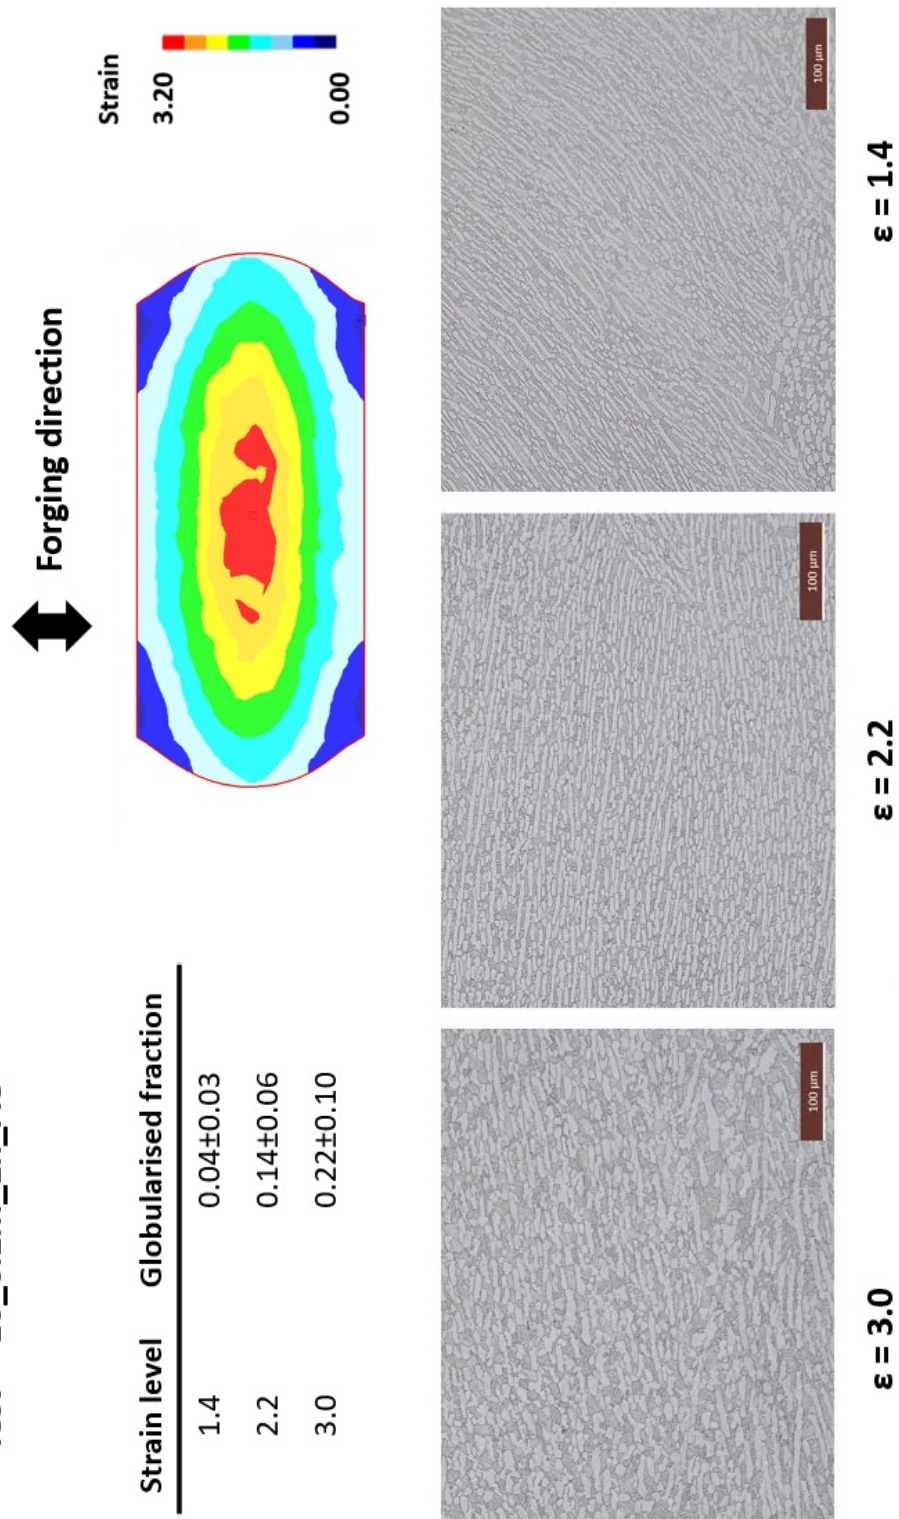 Forging direction
Strain
3.20
0.00
Strain level Globularised fraction
1.4 0.04±0.03
2.2 0.14±0.06
3.0 0.22±0.10
100 µm
100 µm
100 µm
ε = 3.0
ε = 2.2
ε = 1.4